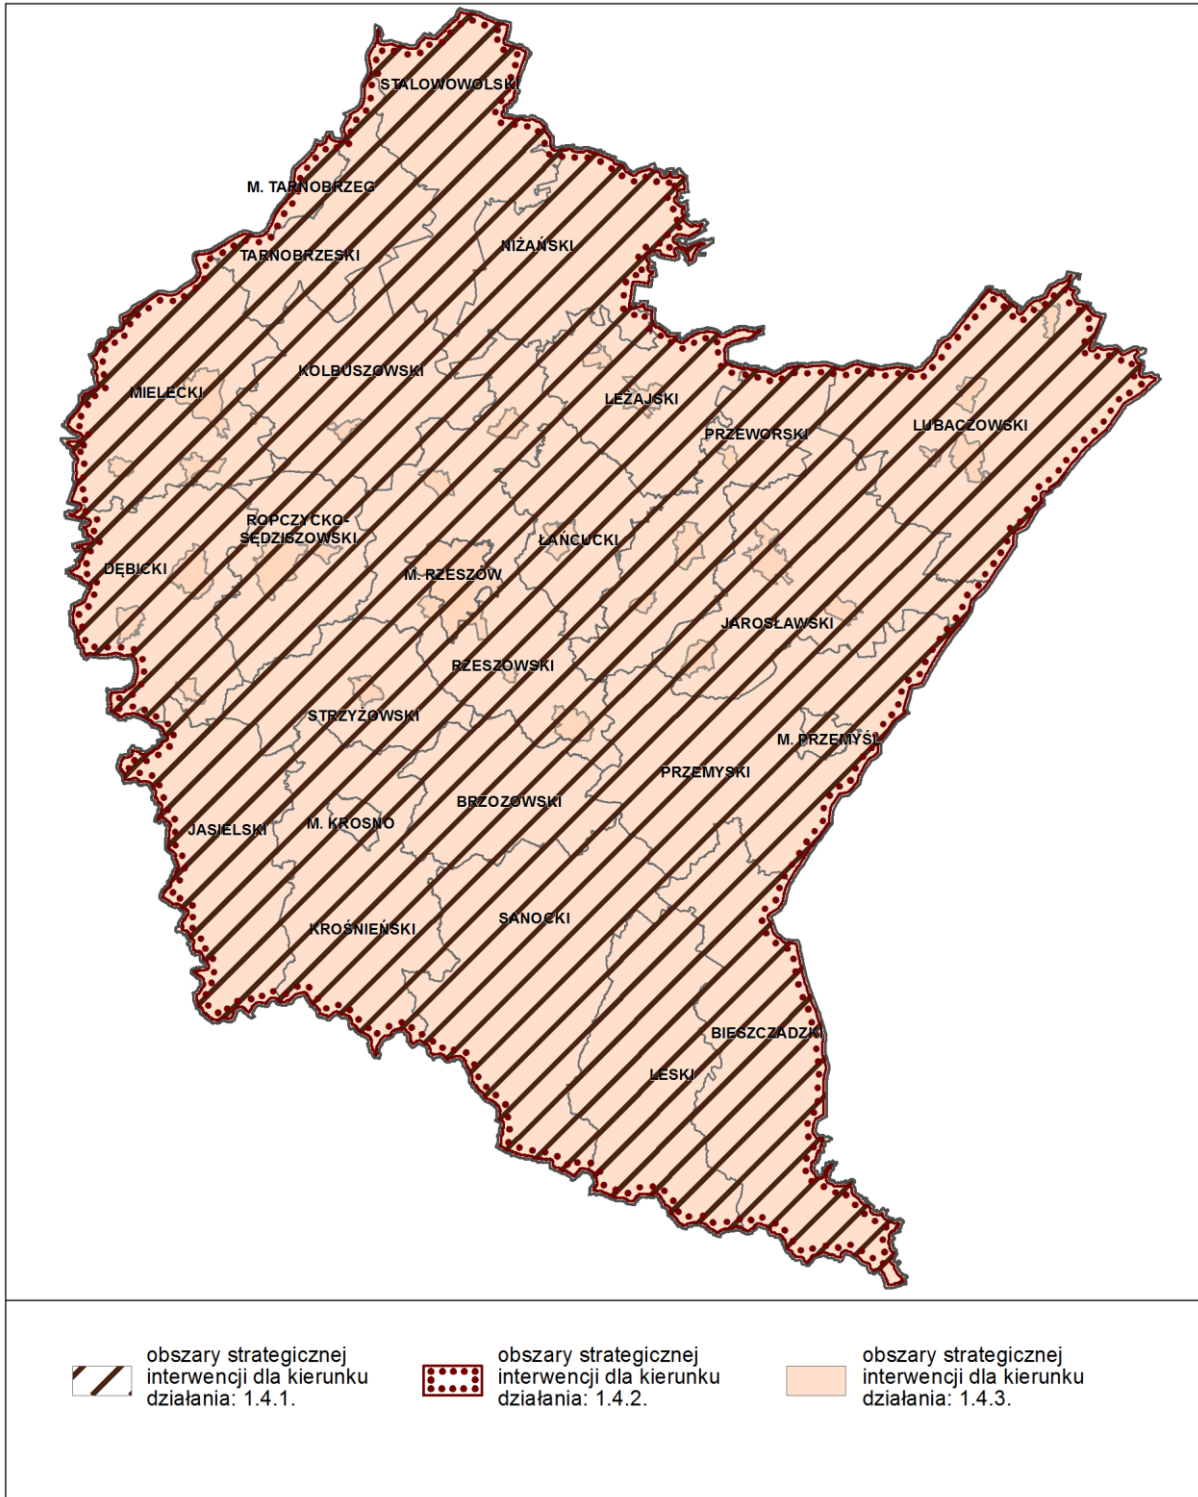 STALOWOWOLSKI
M. TARNOBRZEG
NIŻAŃSKI
TARNOBRZESKI
KOLBUSZOWSKI
MIELECKI
LEŻAJSKI
LUBACZOWSKI
PRZEWORSKI
ROPCZYCKO-
SĘDZISZOWSKI
ŁAŃCUCKI
DĘBICKI
M. RZESZÓW
JAROSŁAWSKI
RZESZOWSKI
STRZYŻOWSKI
M. PRZEMYŚL
PRZEMYSKI
BRZOZOWSKI
M. KROSNO
JASIELSKI
SANOCKI
KROŚNIEŃSKI
BIESZCZADZKI
LESKI
obszary strategicznej
interwencji dla kierunku
działania: 1.4.1.
obszary strategicznej
interwencji dla kierunku
działania: 1.4.2.
obszary strategicznej
interwencji dla kierunku
działania: 1.4.3.